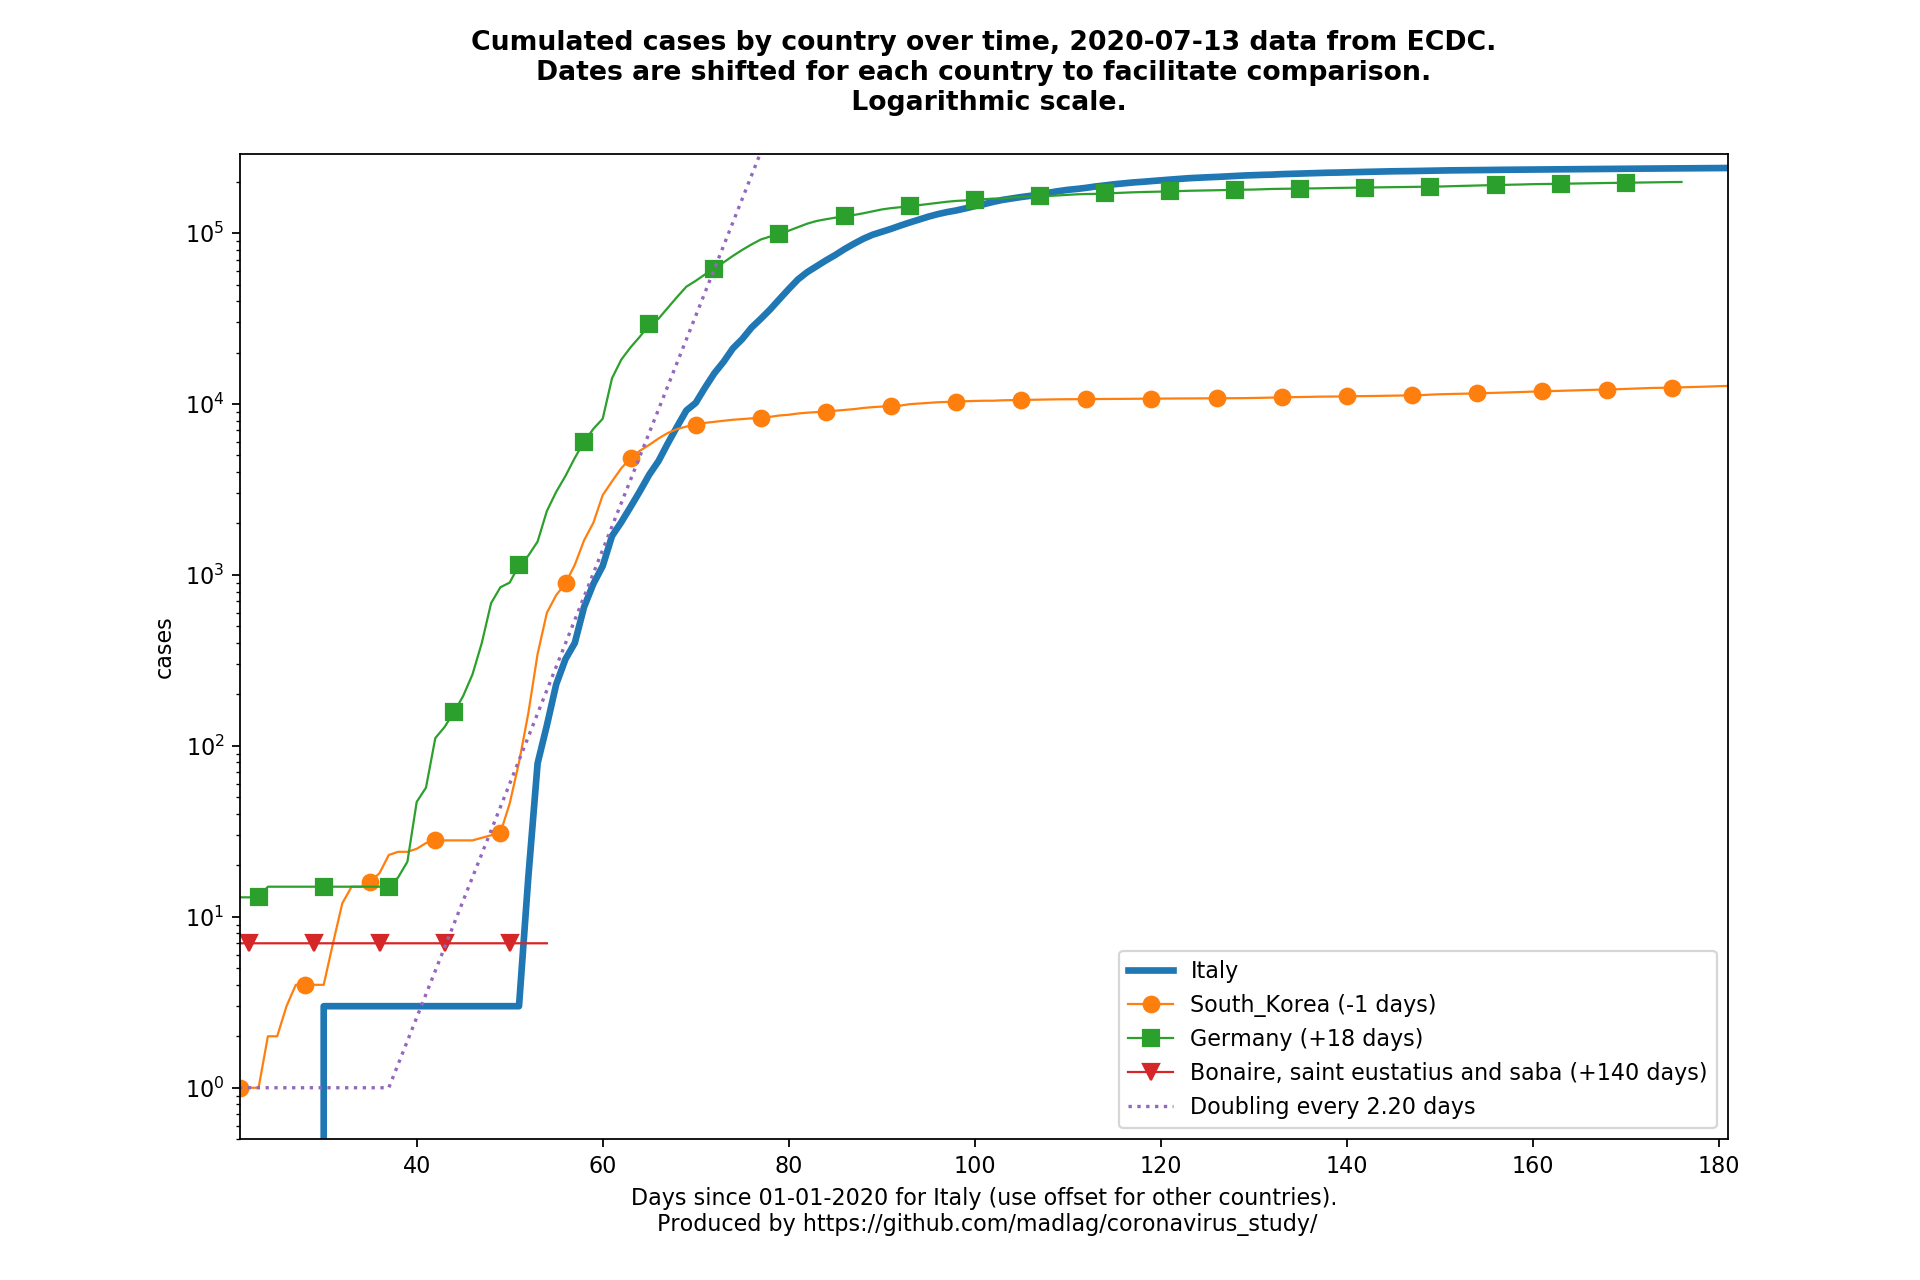 Cumulated cases by country over time, 2020-07-13 data from ECDC.
Dates are shifted for each country to facilitate comparison.
Logarithmic scale.
10^5
10^4
10^3
10^2
10^1
10^0
cases
Italy
South_Korea (-1 days)
Germany (+18 days)
Bonaire, saint eustatius and saba (+140 days)
Doubling every 2.20 days
40 60 80 100 120 140 160 180
Days since 01-01-2020 for Italy (use offset for other countries).
Produced by https://github.com/madlag/coronavirus_study/